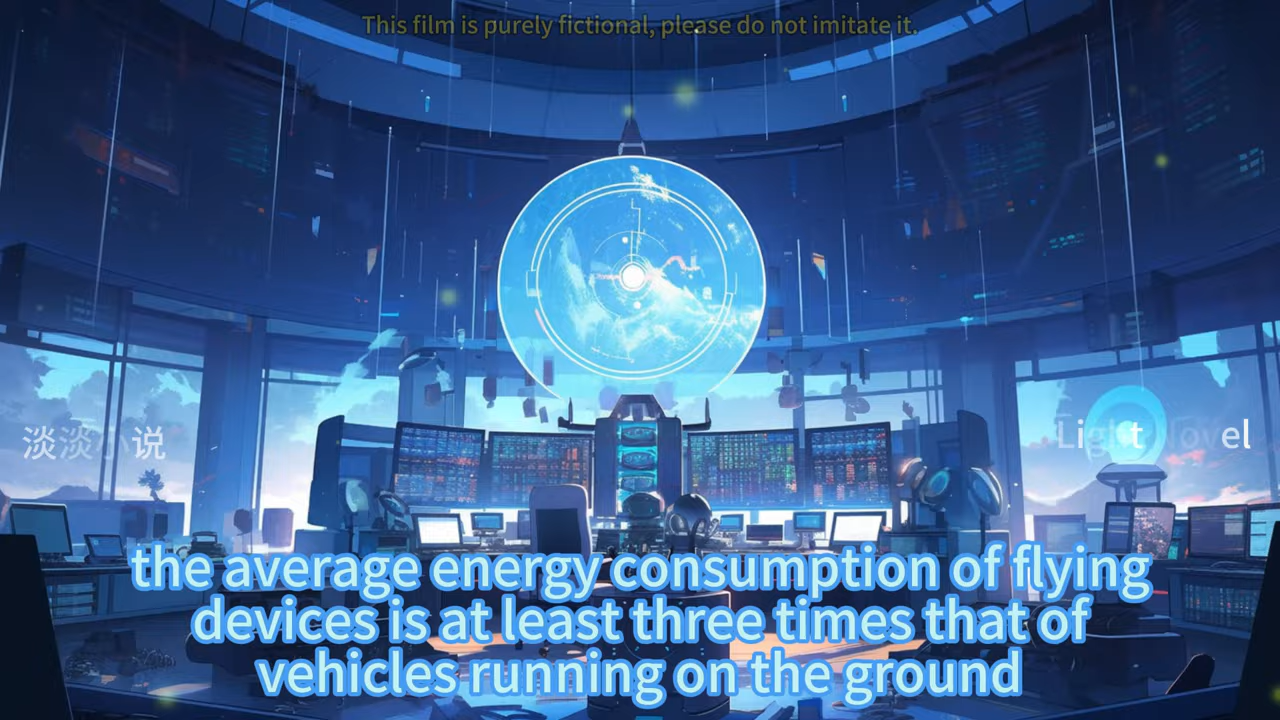 This film is purely fictional, please do not imitate it.
淡淡小说
Light Novel
the average energy consumption of flying
devices is at least three times that of
vehicles running on the ground